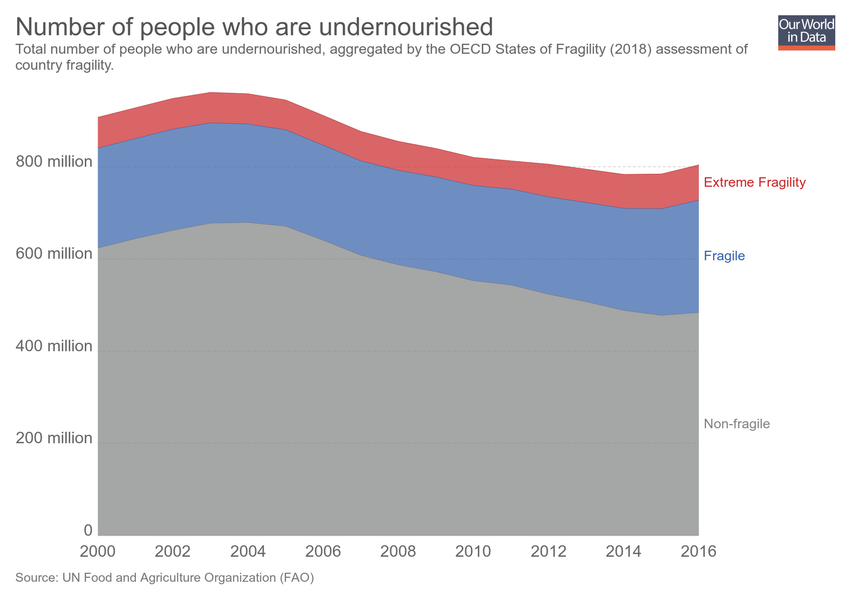 Number of people who are undernourished
Our World
in Data
Total number of people who are undernourished, aggregated by the OECD States of Fragility (2018) assessment of
country fragility.
800 million
600 million
400 million
200 million
0
Extreme Fragility
Fragile
Non-fragile
2000 2002 2004 2006 2008 2010 2012 2014 2016
Source: UN Food and Agriculture Organization (FAO)